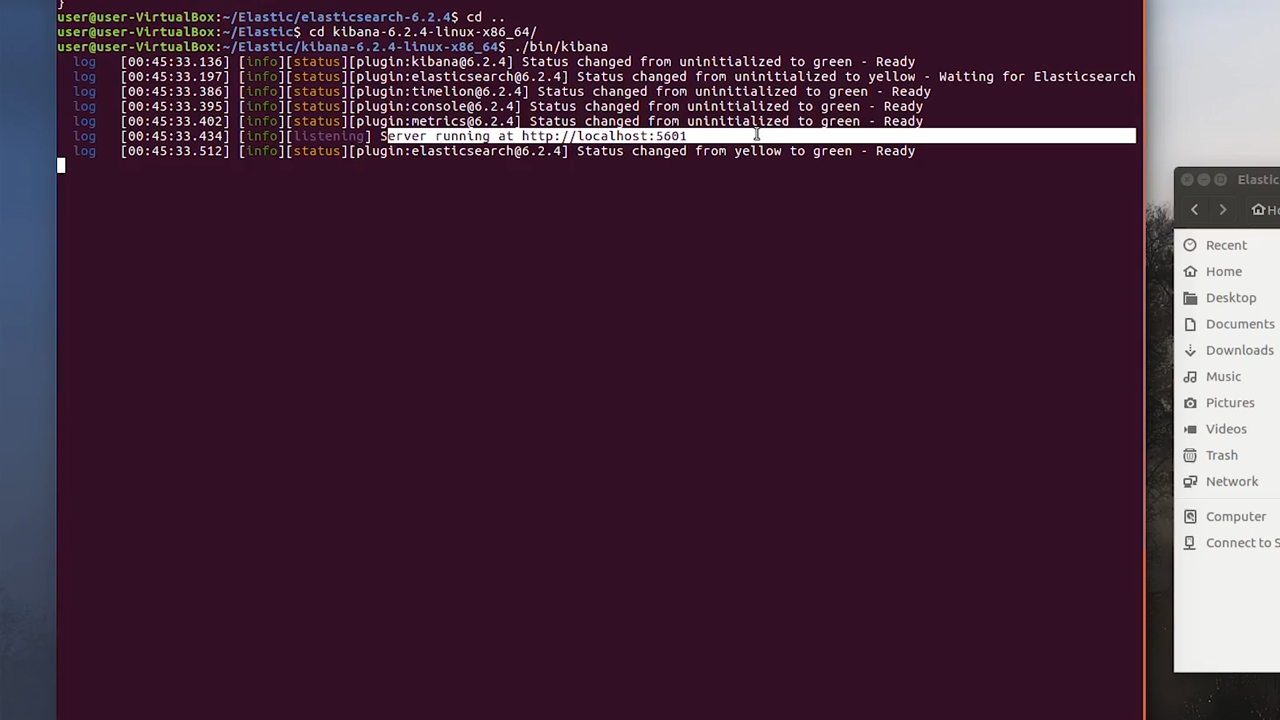 }
user@user-VirtualBox:~/Elastic/elasticsearch-6.2.4$ cd ..
user@user-VirtualBox:~/Elastic$ cd kibana-6.2.4-linux-x86_64/
user@user-VirtualBox:~/Elastic/kibana-6.2.4-linux-x86_64$ ./bin/kibana
log [00:45:33.136] [info][status][plugin:kibana@6.2.4] Status changed from uninitialized to green - Ready
log [00:45:33.197] [info][status][plugin:elasticsearch@6.2.4] Status changed from uninitialized to yellow - Waiting for Elasticsearch
log [00:45:33.386] [info][status][plugin:timelion@6.2.4] Status changed from uninitialized to green - Ready
log [00:45:33.395] [info][status][plugin:console@6.2.4] Status changed from uninitialized to green - Ready
log [00:45:33.402] [info][status][plugin:metrics@6.2.4] Status changed from uninitialized to green - Ready
log [00:45:33.434] [info][listening] Server running at http://localhost:5601
log [00:45:33.512] [info][status][plugin:elasticsearch@6.2.4] Status changed from yellow to green - Ready
Elastic
Ho
Recent
Home
Desktop
Documents
Downloads
Music
Pictures
Videos
Trash
Network
Computer
Connect to S